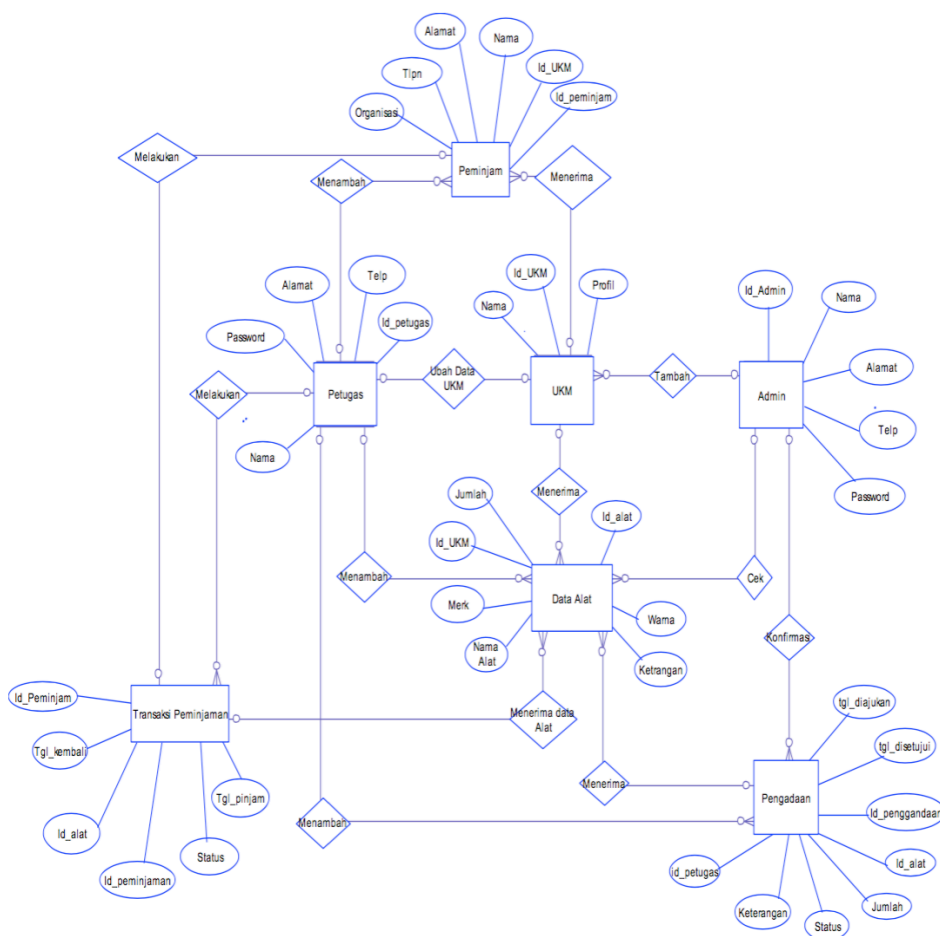 Nama
Alamat
Id_UKM
Tlpn
Id_peminjam
Organisasi
Melakukan
Peminjam
Menambah
Menerima
Id_UKM
Telp
Alamat
Profil
Id_Admin
Nama
Nama
Id_petugas
Password
Ubah Data
UKM
Petugas
UKM
Tambah
Admin
Alamat
Melakukan
Telp
Nama
Password
Menerima
Jumlah
Id_alat
Id_UKM
Menambah
Data Alat
Cek
Merk
Warna
Nama
Alat
Ketrangan
Konfirmasi
Id_Peminjam
Transaksi Peminjaman
Menerima data
Alat
tgl_diajukan
Tgl_kembali
tgl_disetujui
Tgl_pinjam
Menerima
Pengadaan
Id_penggandaan
Menambah
Id_alat
Status
id_petugas
Id_alat
Id_peminjaman
Keterangan
Status
Jumlah